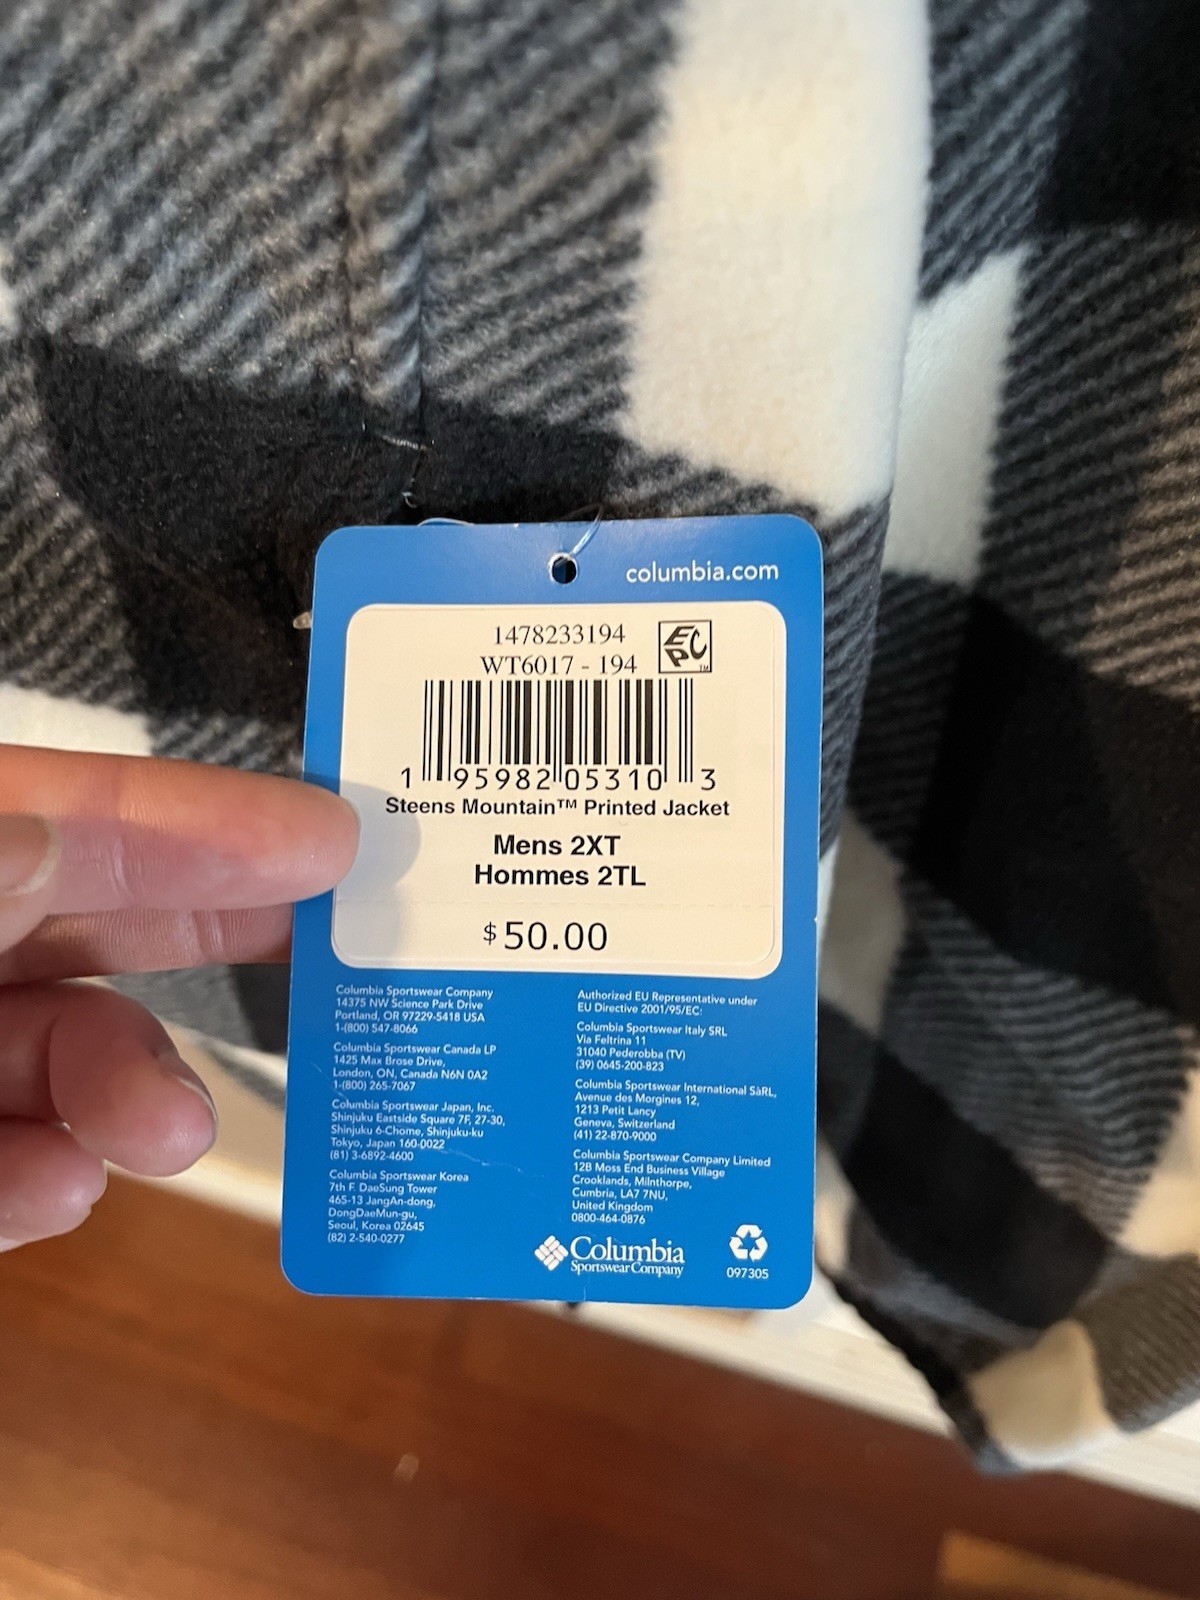 columbia.com
1478233194
WT6017 - 194
EPC™
1 95982 05310 3
Steens Mountain™ Printed Jacket
Mens 2XT
Hommes 2TL
$50.00
Columbia Sportswear Company
14375 NW Science Park Drive
Portland, OR 97229-5418 USA
1-(800) 547-8066
Columbia Sportswear Canada LP
1425 Max Brose Drive,
London, ON, Canada N6N 0A2
1-(800) 265-7067
Columbia Sportswear Japan, Inc.
Shinjuku Eastside Square 7F, 27-30,
Shinjuku 6-Chome, Shinjuku-ku
Tokyo, Japan 160-0022
(81) 3-6892-4600
Columbia Sportswear Korea
7th F. DaeSung Tower
465-13 JangAn-dong,
DongDaeMun-gu,
Seoul, Korea 02645
(82) 2-540-0277
Authorized EU Representative under
EU Directive 2001/95/EC:
Columbia Sportswear Italy SRL
Via Feltrina 11
31040 Pederobba (TV)
(39) 0645-200-823
Columbia Sportswear International SàRL,
Avenue des Morgines 12,
1213 Petit Lancy
Geneva, Switzerland
(41) 22-870-9000
Columbia Sportswear Company Limited
12B Moss End Business Village
Crooklands, Milnthorpe,
Cumbria, LA7 7NU,
United Kingdom
0800-464-0876
Columbia
Sportswear Company
097305